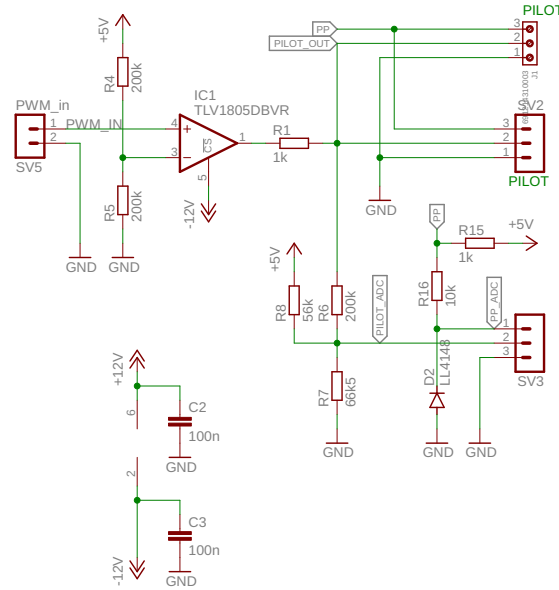 PILOT
+5V
PP
3
PILOT_OUT
2
1
J1
R4
200k
IC1
TLV1805DBVR
SV2
PWM_in
1
PWM_IN
2
SV5
4
+
CS
3
−
5
1
R1
1k
3
2
1
PILOT
R5
200k
-12V
GND
GND
GND
PP
R15
1k
+5V
+5V
R8
56k
R6
200k
PILOT_ADC
R16
10k
PP_ADC
1
2
3
SV3
R7
66k5
D2
LL4148
GND
GND
GND
+12V
6
C2
100n
GND
2
C3
100n
-12V
GND